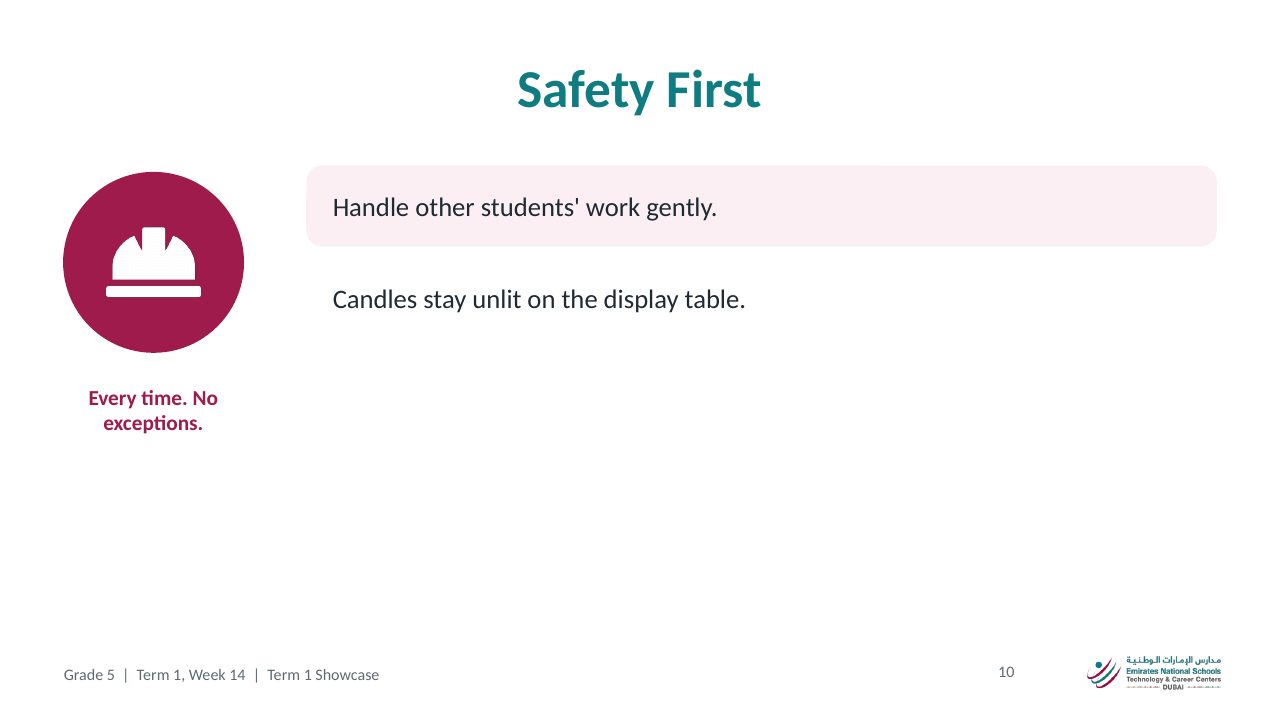 Safety First
Handle other students' work gently.
Candles stay unlit on the display table.
Every time. No
exceptions.
Grade 5 | Term 1, Week 14 | Term 1 Showcase
10
مدارس الإمارات الوطنية
Emirates National Schools
Technology & Career Centers
DUBAI